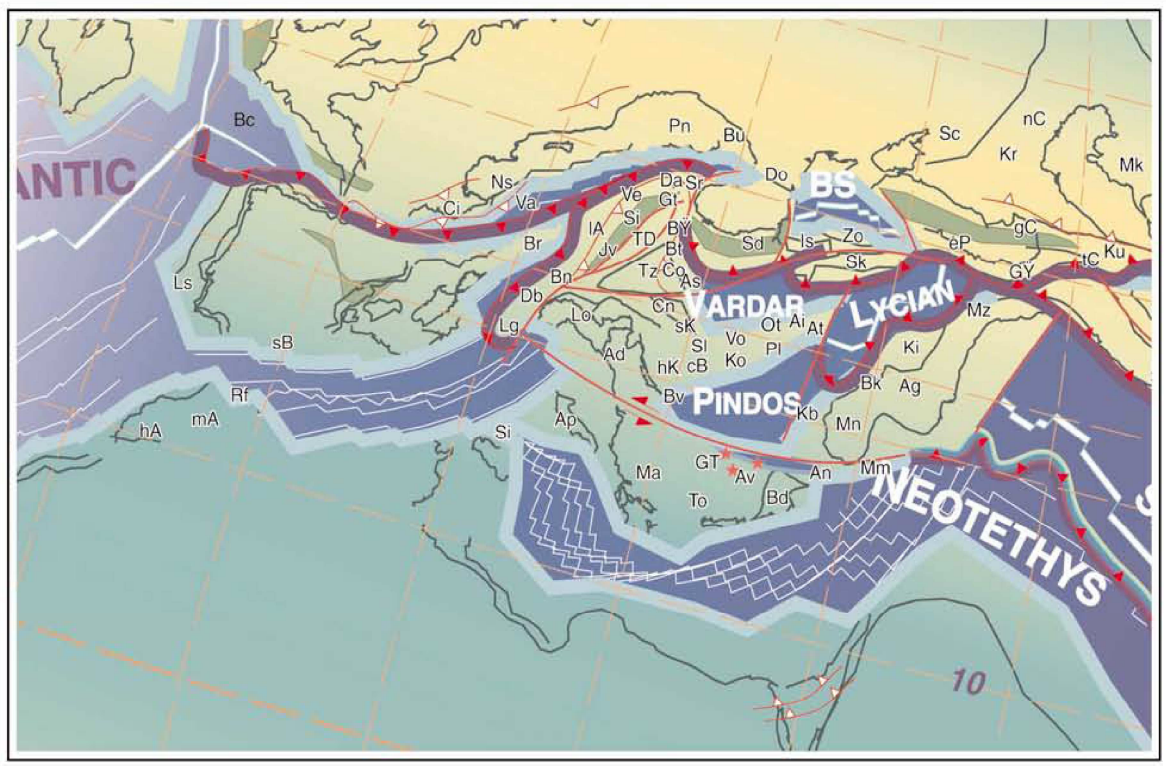 Bc
Pn
Bu
Sc
nC
Kr
Mk
ANTIC
Ns
Va
Ci
Ve
Da
Sr
Gt
Do
BS
Si
IA
Jv
TD
BŸ
Bt
Sd
Is
Zo
eP
gC
Ku
tC
GŸ
Br
Bn
Tz
Co
As
Sk
Ls
Db
Lo
Cn
VARDAR
LYCIAN
Mz
Lg
sK
Ot
Al
At
sB
Ad
Sl
Vo
Pl
Ki
hK
cB
Ko
Bk
Ag
Rf
mA
hA
Bv
PINDOS
Kb
Mn
Ap
Si
GT
Av
An
Mm
Ma
To
Bd
NEOTETHYS
S
10